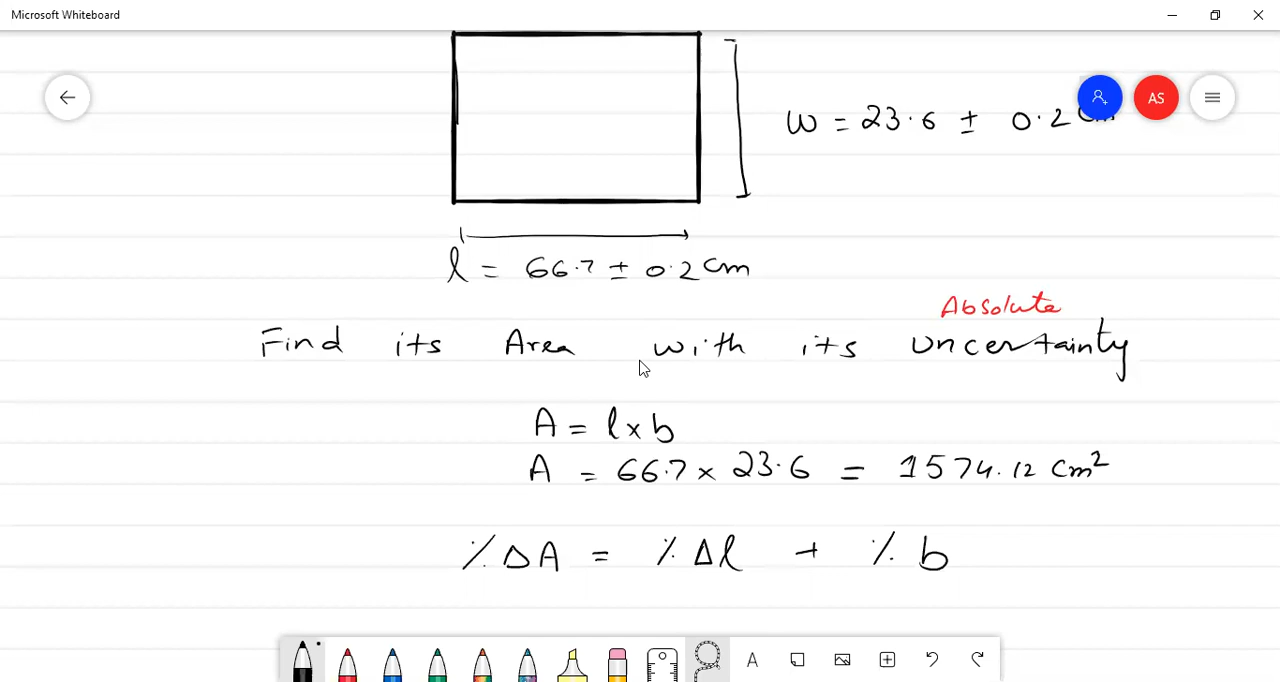 Microsoft Whiteboard
AS
w = 23.6 ± 0.2 cm
l = 66.7 ± 0.2 cm
Absolute
Find its Area with its uncertainty
A = l × b
A = 66.7 × 23.6 = 1574.12 cm²
% ΔA = % Δl + % b
A